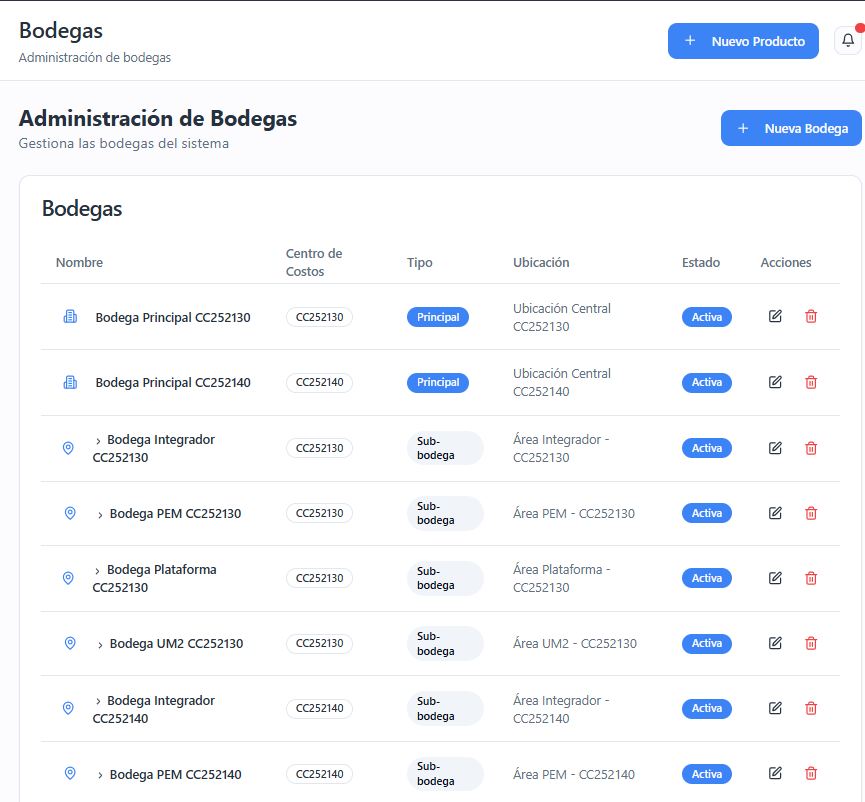 Bodegas
Administración de bodegas
+ Nuevo Producto
Administración de Bodegas
Gestiona las bodegas del sistema
+ Nueva Bodega
Bodegas
Nombre
Centro de
Costos
Tipo
Ubicación
Estado
Acciones
Bodega Principal CC252130
CC252130
Principal
Ubicación Central
CC252130
Activa
Bodega Principal CC252140
CC252140
Principal
Ubicación Central
CC252140
Activa
› Bodega Integrador
CC252130
CC252130
Sub-
bodega
Área Integrador -
CC252130
Activa
› Bodega PEM CC252130
CC252130
Sub-
bodega
Área PEM - CC252130
Activa
› Bodega Plataforma
CC252130
CC252130
Sub-
bodega
Área Plataforma -
CC252130
Activa
› Bodega UM2 CC252130
CC252130
Sub-
bodega
Área UM2 - CC252130
Activa
› Bodega Integrador
CC252140
CC252140
Sub-
bodega
Área Integrador -
CC252140
Activa
› Bodega PEM CC252140
CC252140
Sub-
bodega
Área PEM - CC252140
Activa